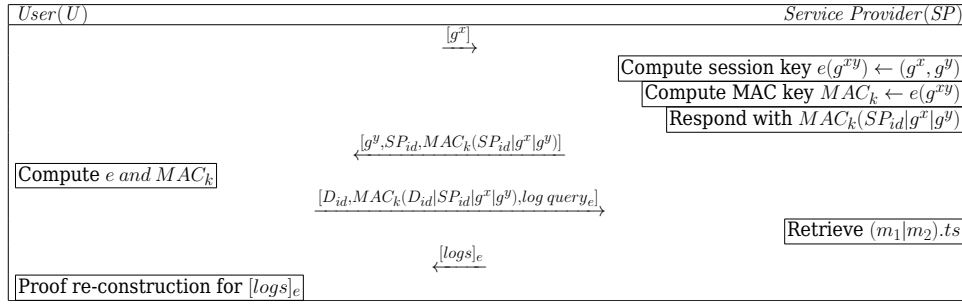 User(U) Service Provider(SP)
[g^x]
Compute session key e(g^{xy}) ← (g^x, g^y)
Compute MAC key MAC_k ← e(g^{xy})
Respond with MAC_k(SP_{id}|g^x|g^y)
[g^y,SP_{id},MAC_k(SP_{id}|g^x|g^y)]
Compute e and MAC_k
[D_{id},MAC_k(D_{id}|SP_{id}|g^x|g^y),log query_e]
Retrieve (m_1|m_2).ts
[logs]_e
Proof re-construction for [logs]_e